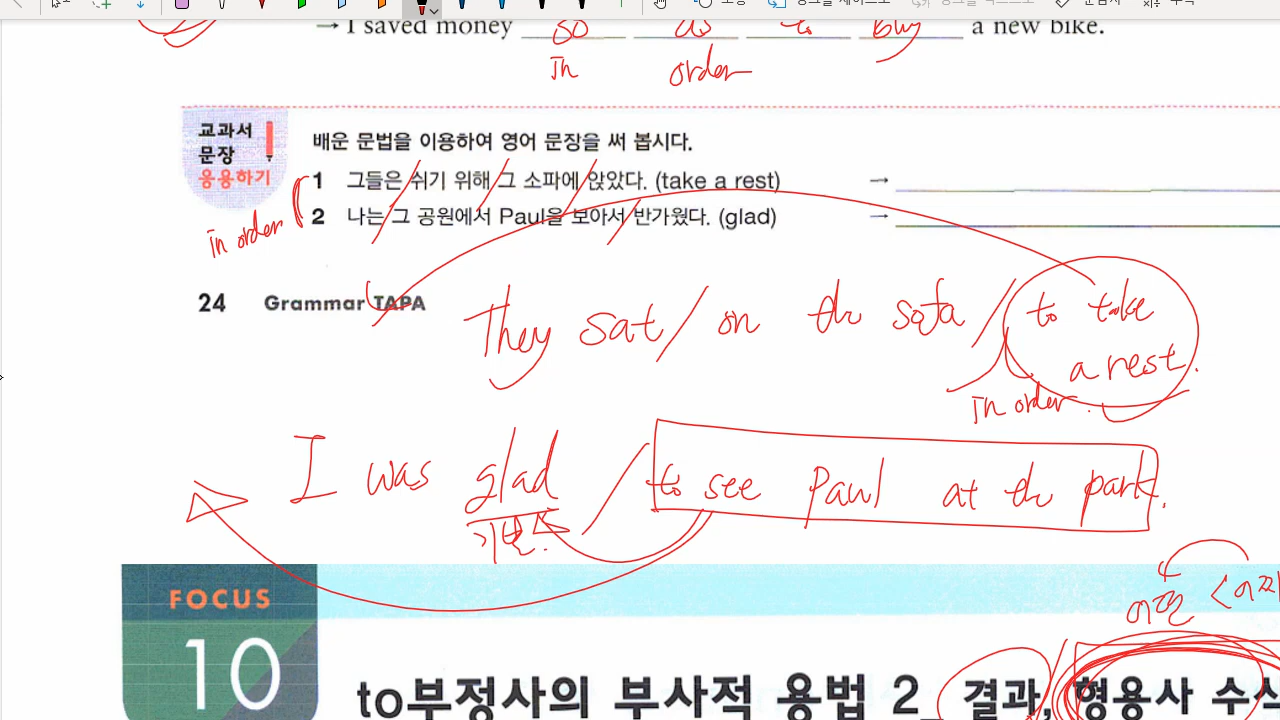 → I saved money so as to buy a new bike.
in order
교과서
문장
응용하기
배운 문법을 이용하여 영어 문장을 써 봅시다.
1 그들은 쉬기 위해 그 소파에 앉았다. (take a rest) →
2 나는 그 공원에서 Paul을 보아서 반가웠다. (glad) →
in order
24 Grammar TAPA
They sat / on the sofa / to take
a rest.
in order.
I was glad / to see Paul at the park.
기분.
FOCUS
10
to부정사의 부사적 용법 2_ 결과, 형용사 수식